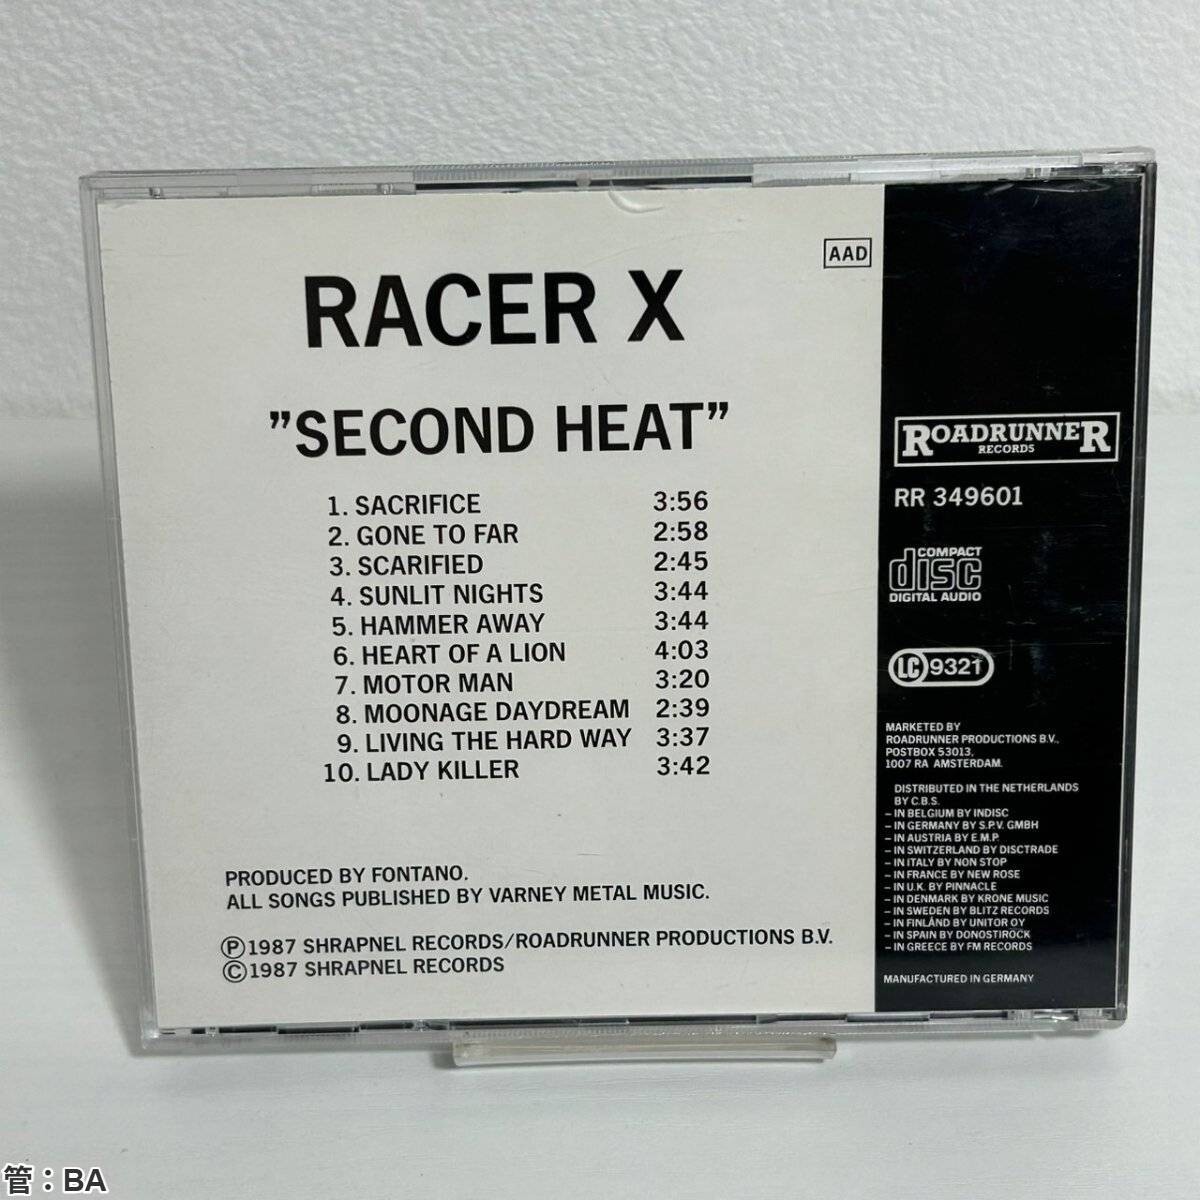 AAD
RACER X
"SECOND HEAT"
1. SACRIFICE 3:56
2. GONE TO FAR 2:58
3. SCARIFIED 2:45
4. SUNLIT NIGHTS 3:44
5. HAMMER AWAY 3:44
6. HEART OF A LION 4:03
7. MOTOR MAN 3:20
8. MOONAGE DAYDREAM 2:39
9. LIVING THE HARD WAY 3:37
10. LADY KILLER 3:42
PRODUCED BY FONTANO.
ALL SONGS PUBLISHED BY VARNEY METAL MUSIC.
Ⓟ1987 SHRAPNEL RECORDS/ROADRUNNER PRODUCTIONS B.V.
©1987 SHRAPNEL RECORDS
ROADRUNNER
RECORDS
RR 349601
COMPACT
disc
DIGITAL AUDIO
LC 9321
MARKETED BY
ROADRUNNER PRODUCTIONS B.V.,
POSTBOX 53013,
1007 RA AMSTERDAM.
DISTRIBUTED IN THE NETHERLANDS
BY C.B.S.
– IN BELGIUM BY INDISC
– IN GERMANY BY S.P.V. GMBH
– IN AUSTRIA BY E.M.P.
– IN SWITZERLAND BY DISCTRADE
– IN ITALY BY NON STOP
– IN FRANCE BY NEW ROSE
– IN U.K. BY PINNACLE
– IN DENMARK BY KRONE MUSIC
– IN SWEDEN BY BLITZ RECORDS
– IN FINLAND BY UNITOR OY
– IN SPAIN BY DONOSTIROCK
– IN GREECE BY FM RECORDS
MANUFACTURED IN GERMANY
管：BA